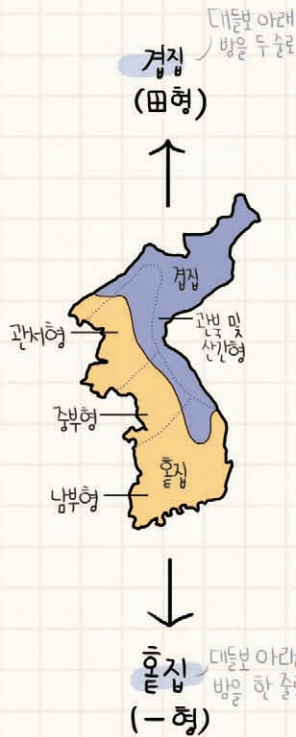 대들보 아래
방을 두 줄로
겹집
(田형)
겹집
관북 및
산간형
관서형
중부형
남부형
홑집
홑집
대들보 아래
방을 한 줄
(一형)